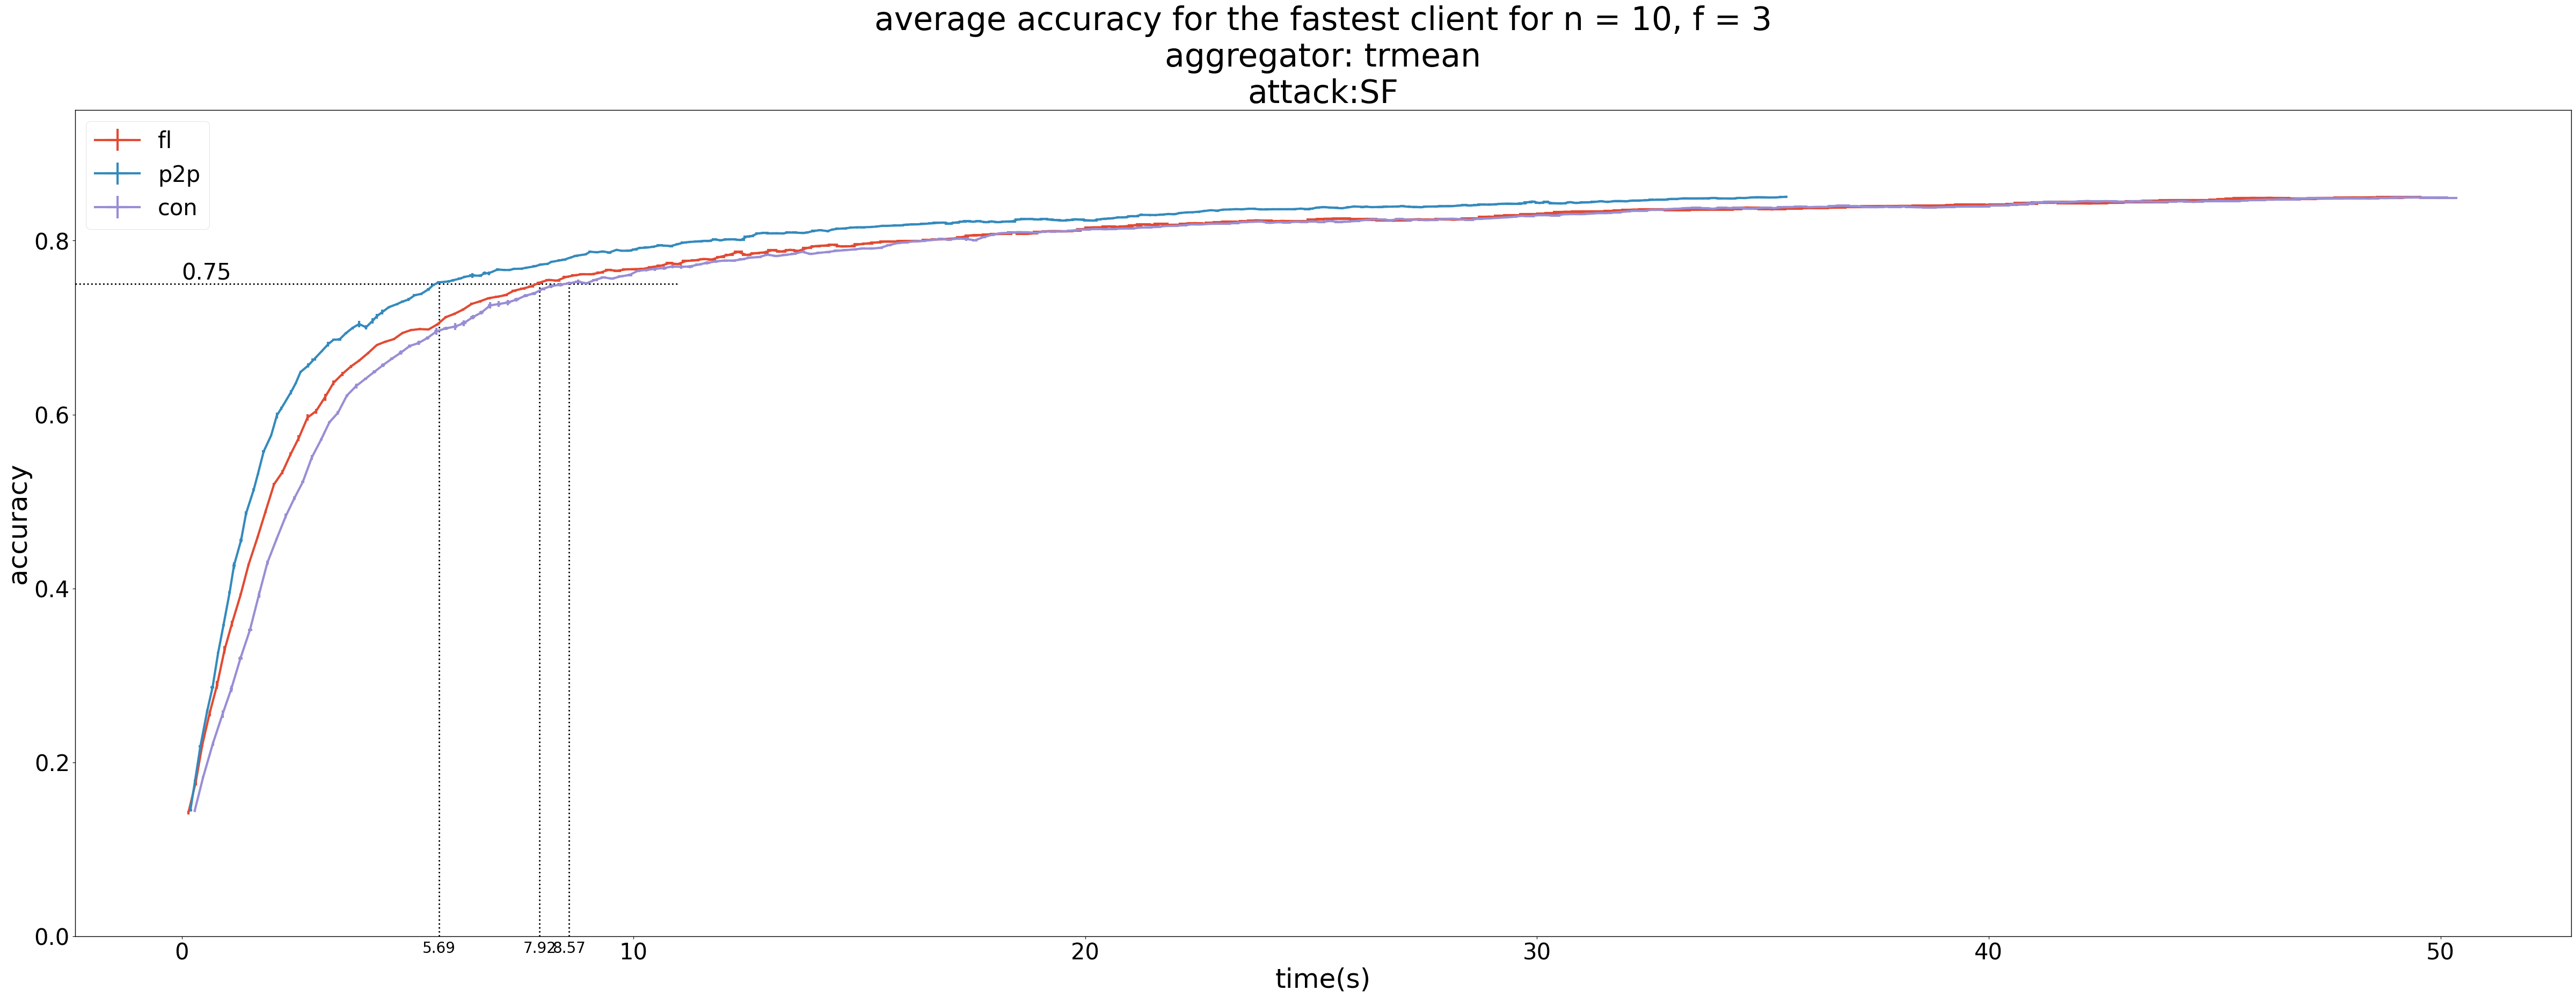 average accuracy for the fastest client for n = 10, f = 3
aggregator: trmean
attack:SF
fl
p2p
con
0.75
accuracy
0.8
0.6
0.4
0.2
0.0
0 10 20 30 40 50
5.69 7.92 8.57
time(s)